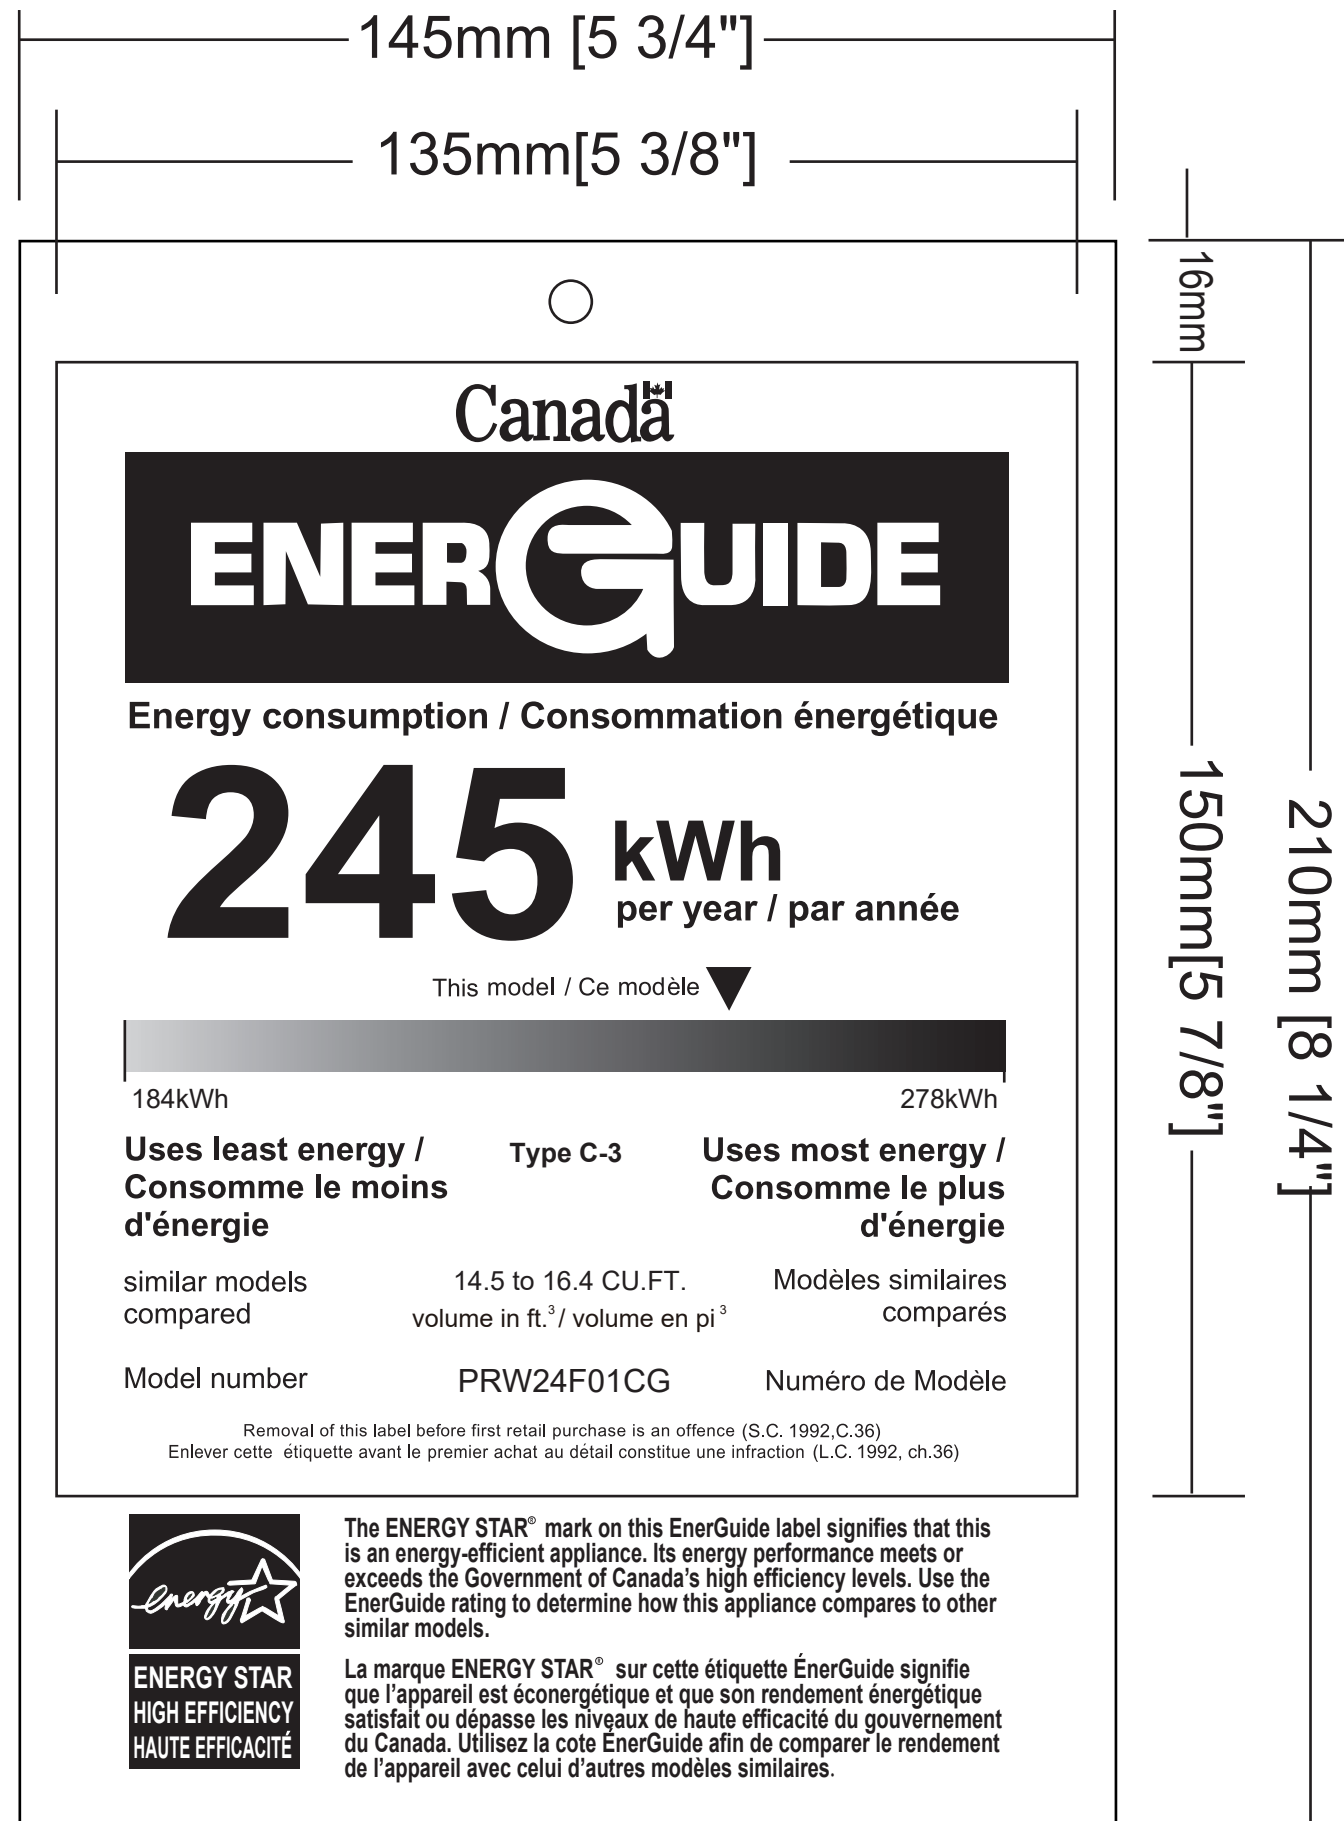 145mm [5 3/4"]
135mm[5 3/8"]
16mm
Canada
ENERGUIDE
Energy consumption / Consommation énergétique
245 kWh
per year / par année
This model / Ce modèle
150mm[5 7/8"]
210mm [8 1/4"]
184kWh 278kWh
Uses least energy / Type C-3 Uses most energy /
Consomme le moins Consomme le plus
d'énergie d'énergie
similar models 14.5 to 16.4 CU.FT. Modèles similaires
compared volume in ft.³/ volume en pi ³ comparés
Model number PRW24F01CG Numéro de Modèle
Removal of this label before first retail purchase is an offence (S.C. 1992,C.36)
Enlever cette étiquette avant le premier achat au détail constitue une infraction (L.C. 1992, ch.36)
energy
ENERGY STAR
HIGH EFFICIENCY
HAUTE EFFICACITÉ
The ENERGY STAR® mark on this EnerGuide label signifies that this
is an energy-efficient appliance. Its energy performance meets or
exceeds the Government of Canada’s high efficiency levels. Use the
EnerGuide rating to determine how this appliance compares to other
similar models.
La marque ENERGY STAR® sur cette étiquette ÉnerGuide signifie
que l’appareil est éconergétique et que son rendement énergétique
satisfait ou dépasse les niveaux de haute efficacité du gouvernement
du Canada. Utilisez la cote ÉnerGuide afin de comparer le rendement
de l’appareil avec celui d’autres modèles similaires.